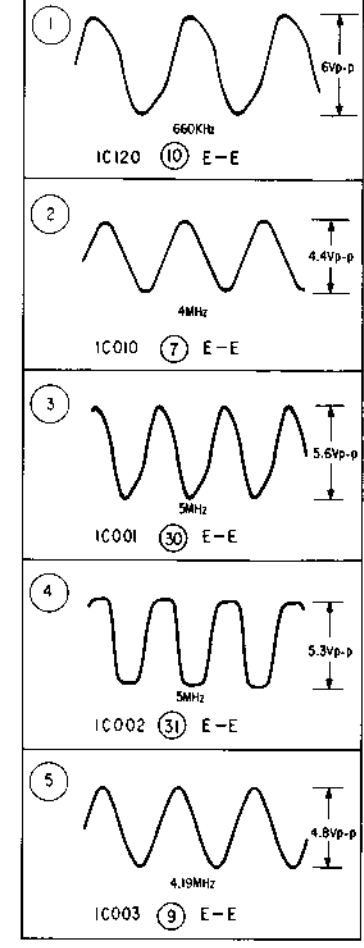 1
6Vp-p
660KHz
IC120 10 E-E
2
4.4Vp-p
4MHz
IC010 7 E-E
3
5.6Vp-p
5MHz
IC001 30 E-E
4
5.3Vp-p
5MHz
IC002 31 E-E
5
4.8Vp-p
4.19MHz
IC003 9 E-E